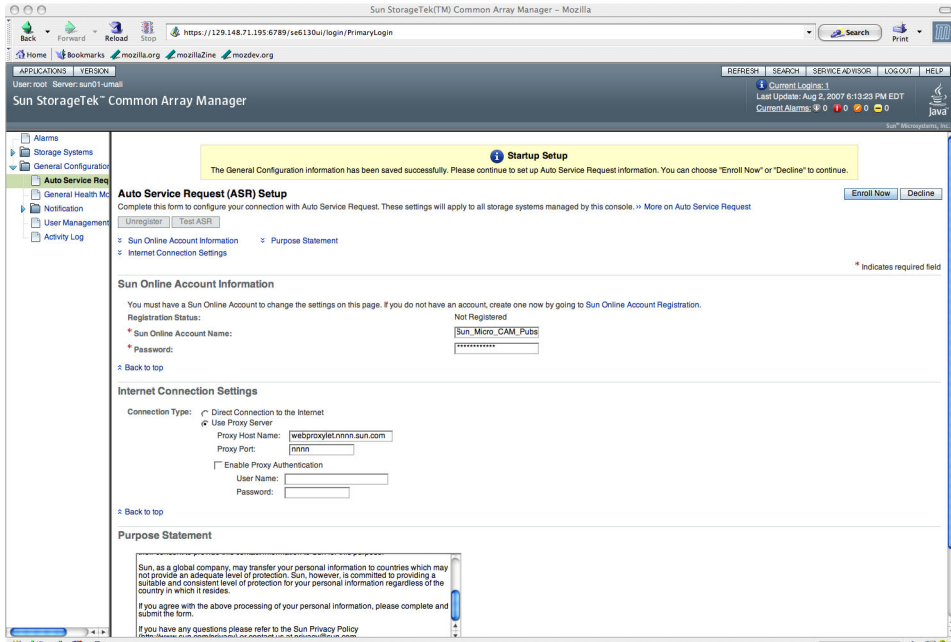 Sun StorageTek(TM) Common Array Manager – Mozilla
Back Forward Reload Stop https://129.148.71.195:6789/se6130ui/login/PrimaryLogin Search Print
Home Bookmarks mozilla.org mozillaZine mozdev.org
APPLICATIONS VERSION REFRESH SEARCH SERVICE ADVISOR LOGOUT HELP
User: root Server: sun01-umail
Current Logins: 1
Last Update: Aug 2, 2007 6:13:23 PM EDT
Sun StorageTek™ Common Array Manager
Current Alarms: 0 0 0 0
Java
Sun™ Microsystems, Inc.
Alarms
Storage Systems
General Configuration
Auto Service Req
General Health Mo
Notification
User Management
Activity Log
Startup Setup
The General Configuration information has been saved successfully. Please continue to set up Auto Service Request information. You can choose "Enroll Now" or "Decline" to continue.
Auto Service Request (ASR) Setup
Enroll Now Decline
Complete this form to configure your connection with Auto Service Request. These settings will apply to all storage systems managed by this console. ›› More on Auto Service Request
Unregister Test ASR
Sun Online Account Information Purpose Statement
Internet Connection Settings
* Indicates required field
Sun Online Account Information
You must have a Sun Online Account to change the settings on this page. If you do not have an account, create one now by going to Sun Online Account Registration.
Registration Status: Not Registered
* Sun Online Account Name: Sun_Micro_CAM_Pubs
* Password: ************
Back to top
Internet Connection Settings
Connection Type: Direct Connection to the Internet
Use Proxy Server
Proxy Host Name: webproxylet.nnnn.sun.com
Proxy Port: nnnn
Enable Proxy Authentication
User Name:
Password:
Back to top
Purpose Statement
Sun, as a global company, may transfer your personal information to countries which may
not provide an adequate level of protection. Sun, however, is committed to providing a
suitable and consistent level of protection for your personal information regardless of the
country in which it resides.
If you agree with the above processing of your personal information, please complete and
submit the form.
If you have any questions please refer to the Sun Privacy Policy
(http://www.sun.com/privacy) or contact us at privacy@sun.com